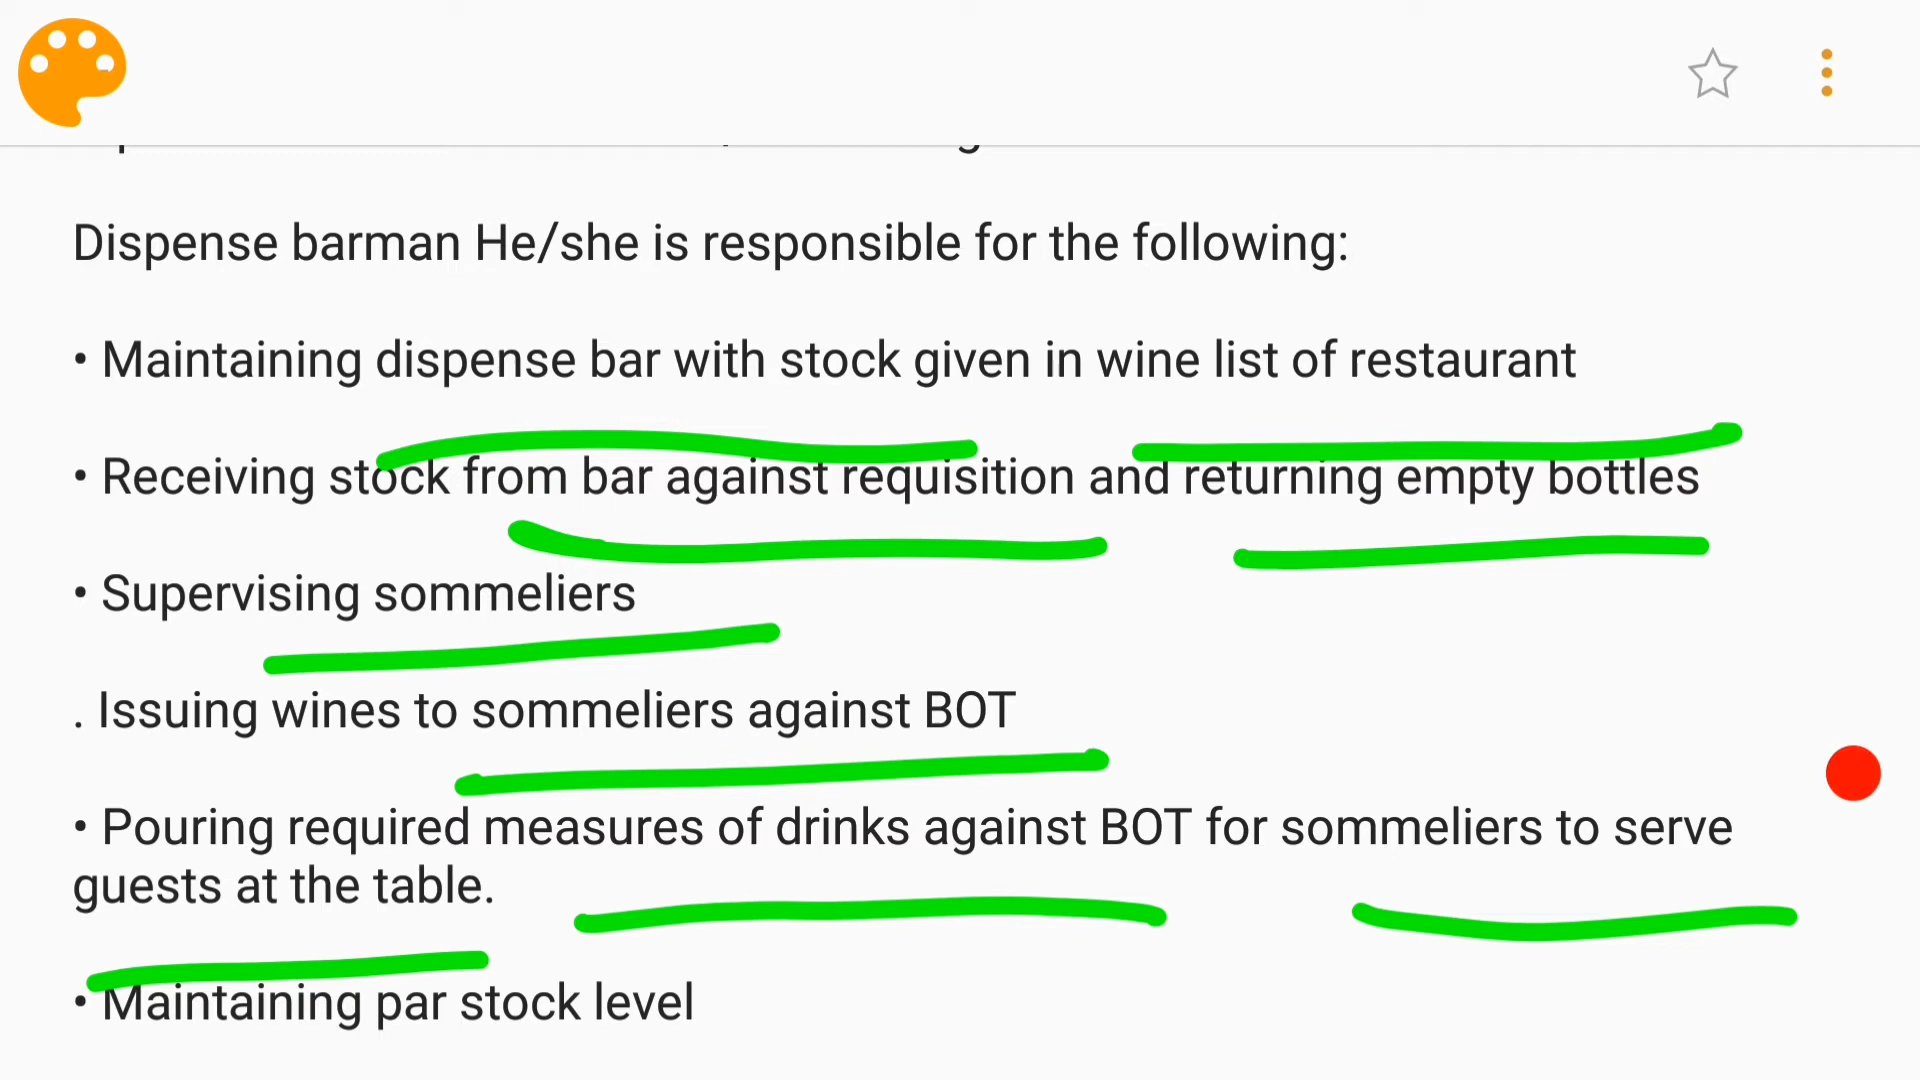 Dispense barman He/she is responsible for the following:
• Maintaining dispense bar with stock given in wine list of restaurant
• Receiving stock from bar against requisition and returning empty bottles
• Supervising sommeliers
. Issuing wines to sommeliers against BOT
• Pouring required measures of drinks against BOT for sommeliers to serve
guests at the table.
• Maintaining par stock level